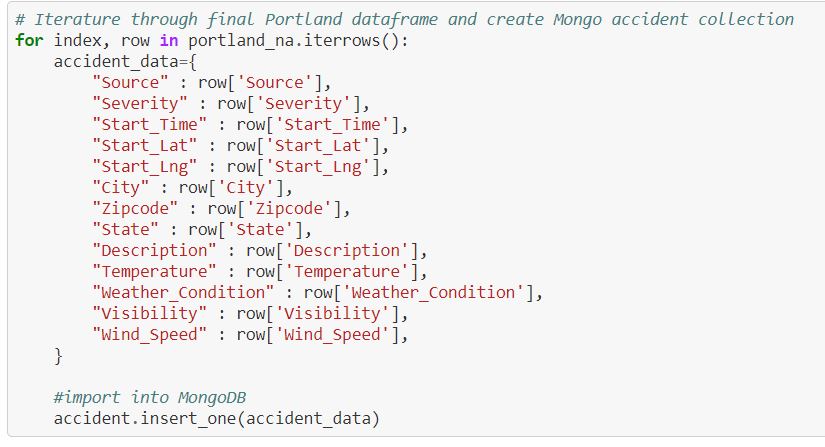 # Iterature through final Portland dataframe and create Mongo accident collection
for index, row in portland_na.iterrows():
    accident_data={
        "Source" : row['Source'],
        "Severity" : row['Severity'],
        "Start_Time" : row['Start_Time'],
        "Start_Lat" : row['Start_Lat'],
        "Start_Lng" : row['Start_Lng'],
        "City" : row['City'],
        "Zipcode" : row['Zipcode'],
        "State" : row['State'],
        "Description" : row['Description'],
        "Temperature" : row['Temperature'],
        "Weather_Condition" : row['Weather_Condition'],
        "Visibility" : row['Visibility'],
        "Wind_Speed" : row['Wind_Speed'],
    }
    #import into MongoDB
    accident.insert_one(accident_data)